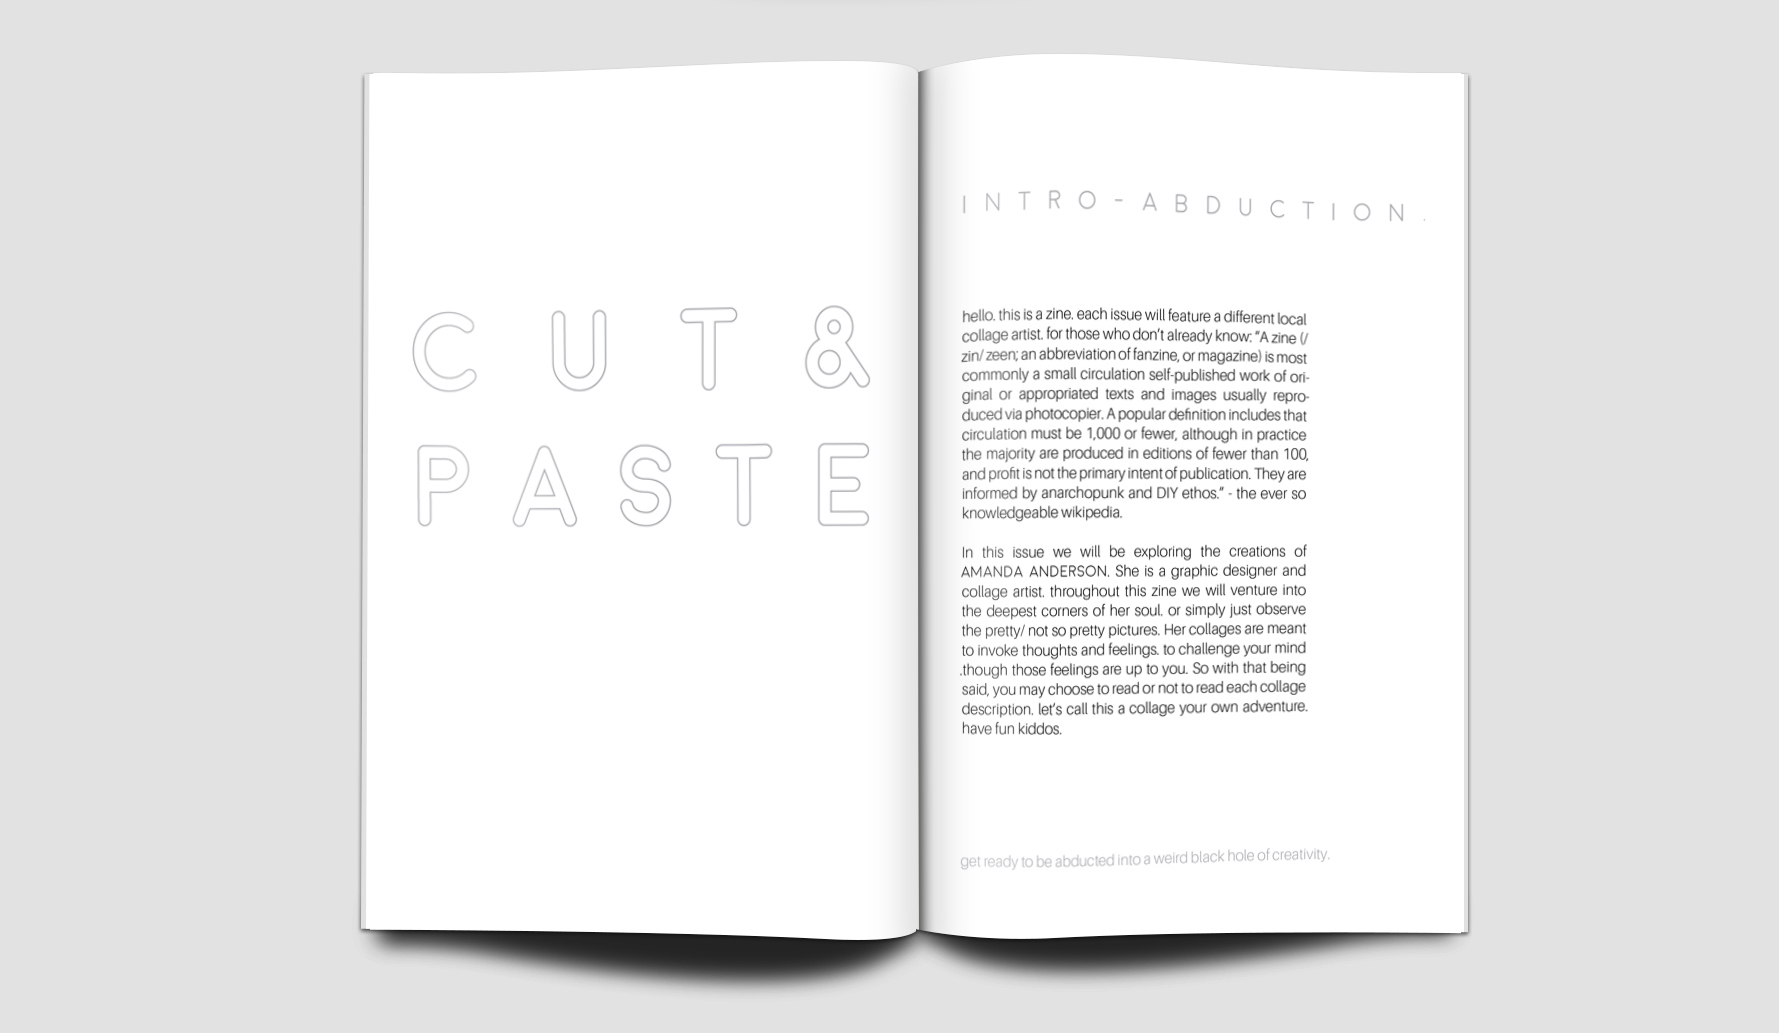 CUT &
PASTE
INTRO-ABDUCTION.
hello. this is a zine. each issue will feature a different local
collage artist. for those who don't already know: "A zine (/
zin/ zeen; an abbreviation of fanzine, or magazine) is most
commonly a small circulation self-published work of ori-
ginal or appropriated texts and images usually repro-
duced via photocopier. A popular definition includes that
circulation must be 1,000 or fewer, although in practice
the majority are produced in editions of fewer than 100,
and profit is not the primary intent of publication. They are
informed by anarchopunk and DIY ethos." - the ever so
knowledgeable wikipedia.
In this issue we will be exploring the creations of
AMANDA ANDERSON. She is a graphic designer and
collage artist. throughout this zine we will venture into
the deepest corners of her soul. or simply just observe
the pretty/ not so pretty pictures. Her collages are meant
to invoke thoughts and feelings. to challenge your mind
.though those feelings are up to you. So with that being
said, you may choose to read or not to read each collage
description. let's call this a collage your own adventure.
have fun kiddos.
get ready to be abducted into a weird black hole of creativity.